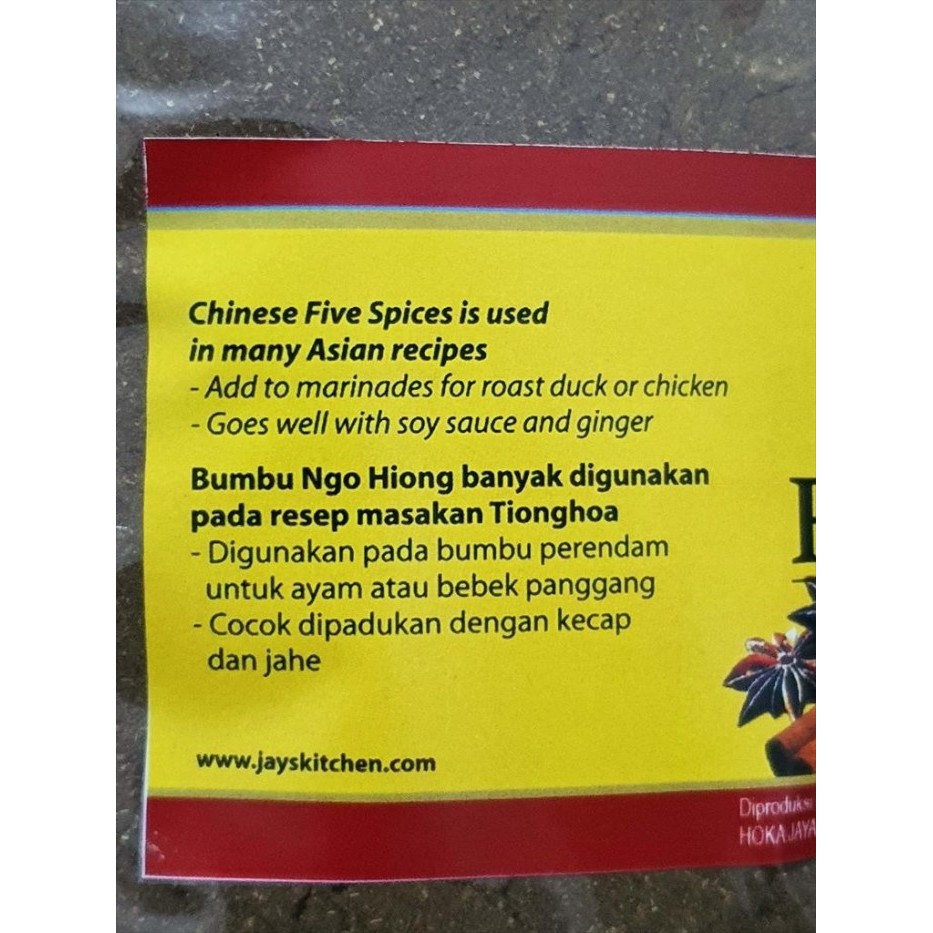 Chinese Five Spices is used
in many Asian recipes
- Add to marinades for roast duck or chicken
- Goes well with soy sauce and ginger
Bumbu Ngo Hiong banyak digunakan
pada resep masakan Tionghoa
- Digunakan pada bumbu perendam
untuk ayam atau bebek panggang
- Cocok dipadukan dengan kecap
dan jahe
www.jayskitchen.com
HOKA JAYA